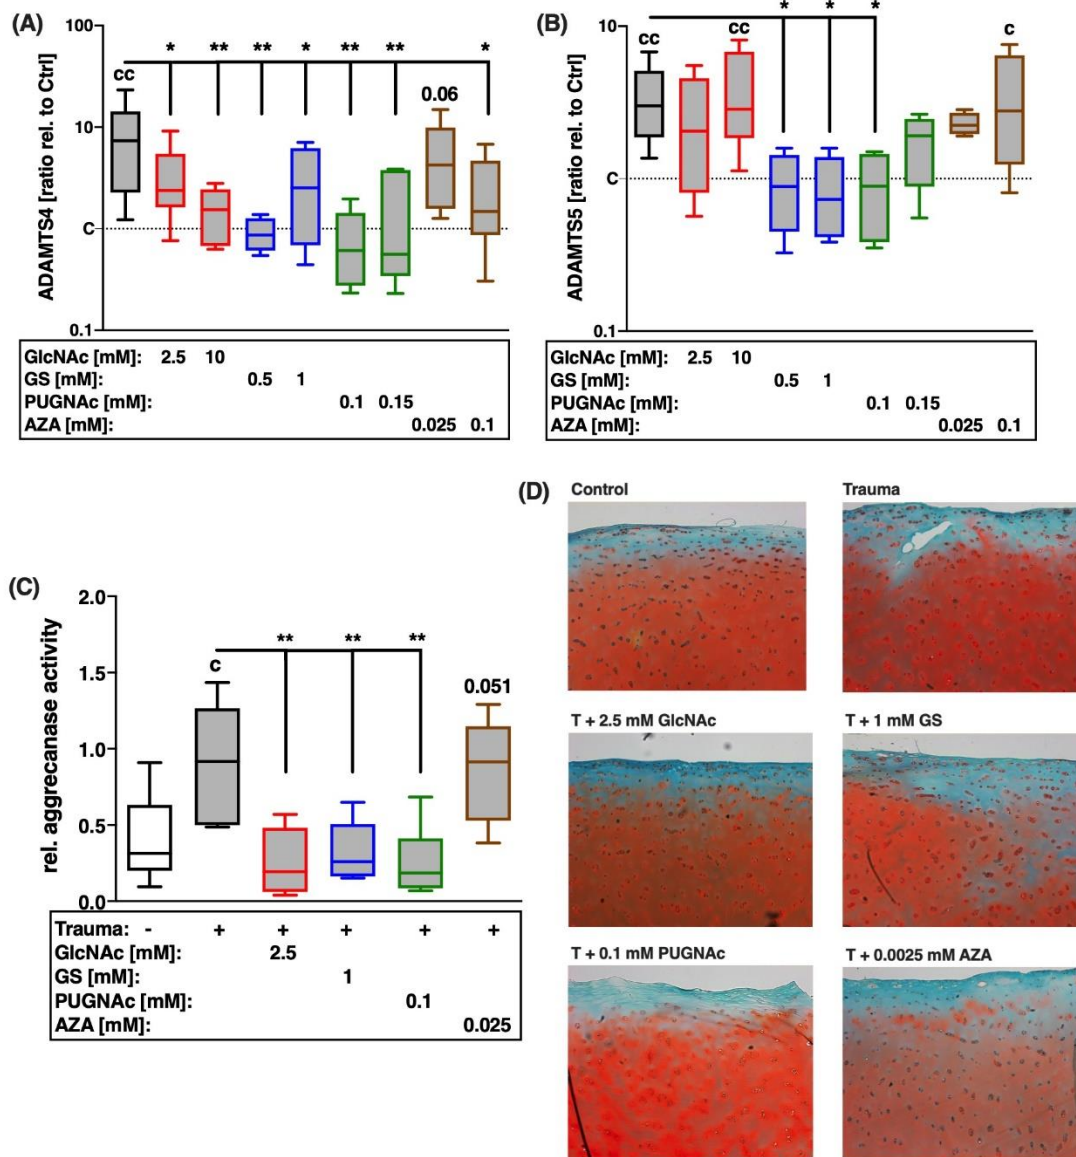 (A)
ADAMTS4 [ratio rel. to Ctrl]
100
10
C
0.1
cc * ** ** * ** ** 0.06 *
GlcNAc [mM]: 2.5 10
GS [mM]: 0.5 1
PUGNAc [mM]: 0.1 0.15
AZA [mM]: 0.025 0.1
(B)
ADAMTS5 [ratio rel. to Ctrl]
10
C
0.1
* * *
cc cc c
GlcNAc [mM]: 2.5 10
GS [mM]: 0.5 1
PUGNAc [mM]: 0.1 0.15
AZA [mM]: 0.025 0.1
(C)
rel. aggrecanase activity
2.0
1.5
1.0
0.5
0.0
c ** ** ** 0.051
Trauma: - + + + + +
GlcNAc [mM]: 2.5
GS [mM]: 1
PUGNAc [mM]: 0.1
AZA [mM]: 0.025
(D)
Control
Trauma
T + 2.5 mM GlcNAc
T + 1 mM GS
T + 0.1 mM PUGNAc
T + 0.0025 mM AZA